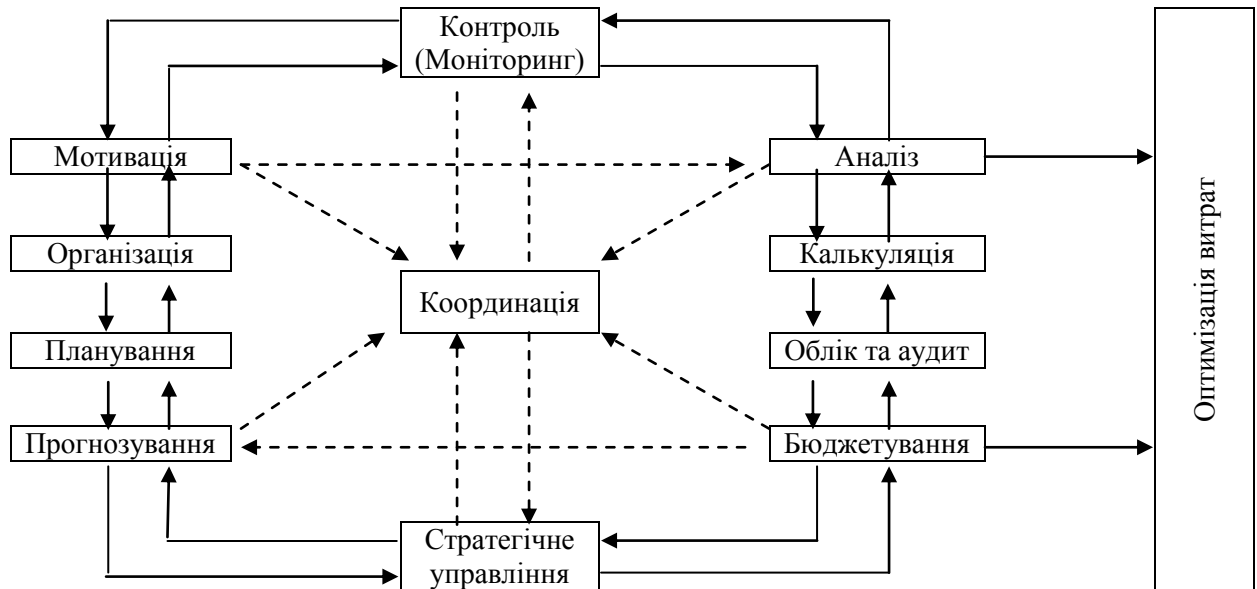 Контроль
(Моніторинг)
Мотивація
Аналіз
Організація
Калькуляція
Координація
Планування
Облік та аудит
Прогнозування
Бюджетування
Стратегічне
управління
Оптимізація витрат